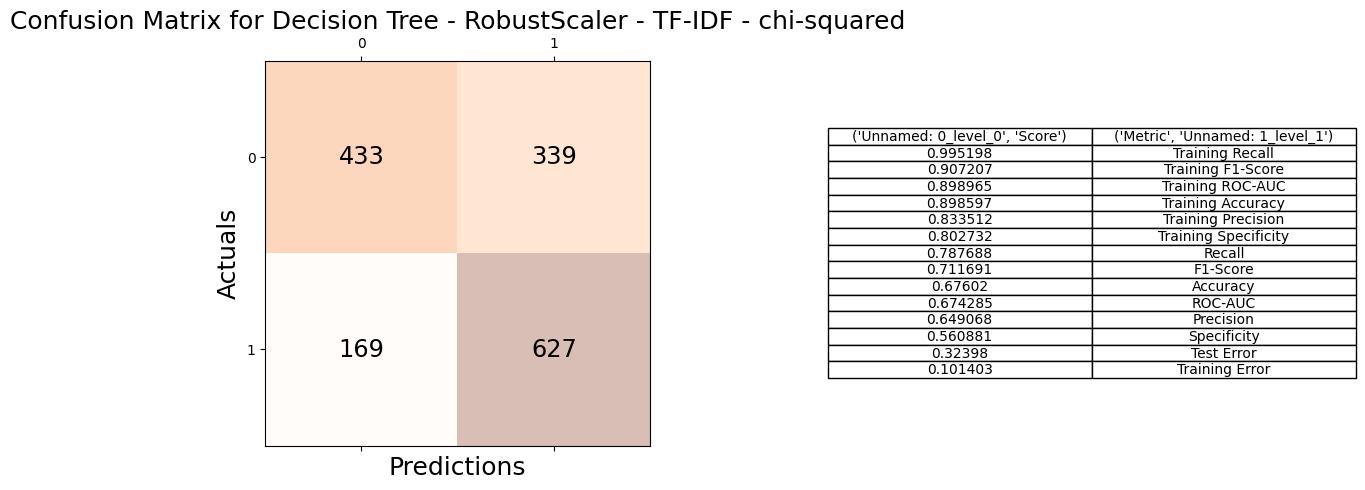 Confusion Matrix for Decision Tree - RobustScaler - TF-IDF - chi-squared
0 1
0 433 339
1 169 627
Actuals
Predictions
('Unnamed: 0_level_0', 'Score') ('Metric', 'Unnamed: 1_level_1')
0.995198 Training Recall
0.907207 Training F1-Score
0.898965 Training ROC-AUC
0.898597 Training Accuracy
0.833512 Training Precision
0.802732 Training Specificity
0.787688 Recall
0.711691 F1-Score
0.67602 Accuracy
0.674285 ROC-AUC
0.649068 Precision
0.560881 Specificity
0.32398 Test Error
0.101403 Training Error